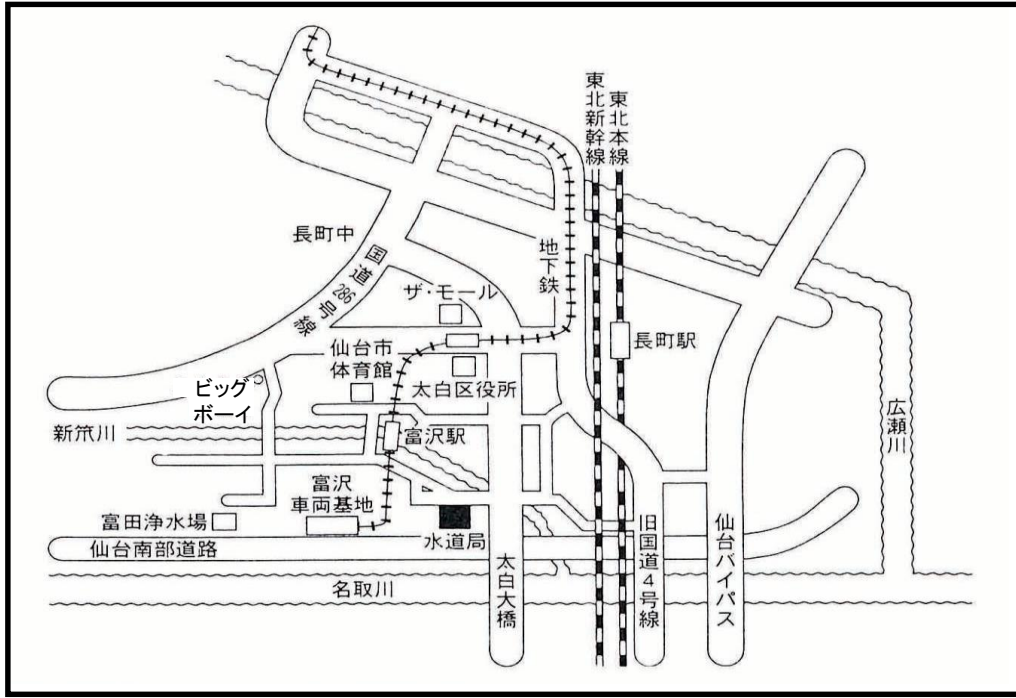 東北新幹線
東北本線
長町中
国道286号線
地下鉄
ザ・モール
長町駅
仙台市
体育館
太白区役所
ビッグ
ボーイ
新笊川
富沢駅
広瀬川
富沢
車両基地
富田浄水場
水道局
仙台南部道路
名取川
太白大橋
旧国道4号線
仙台バイパス